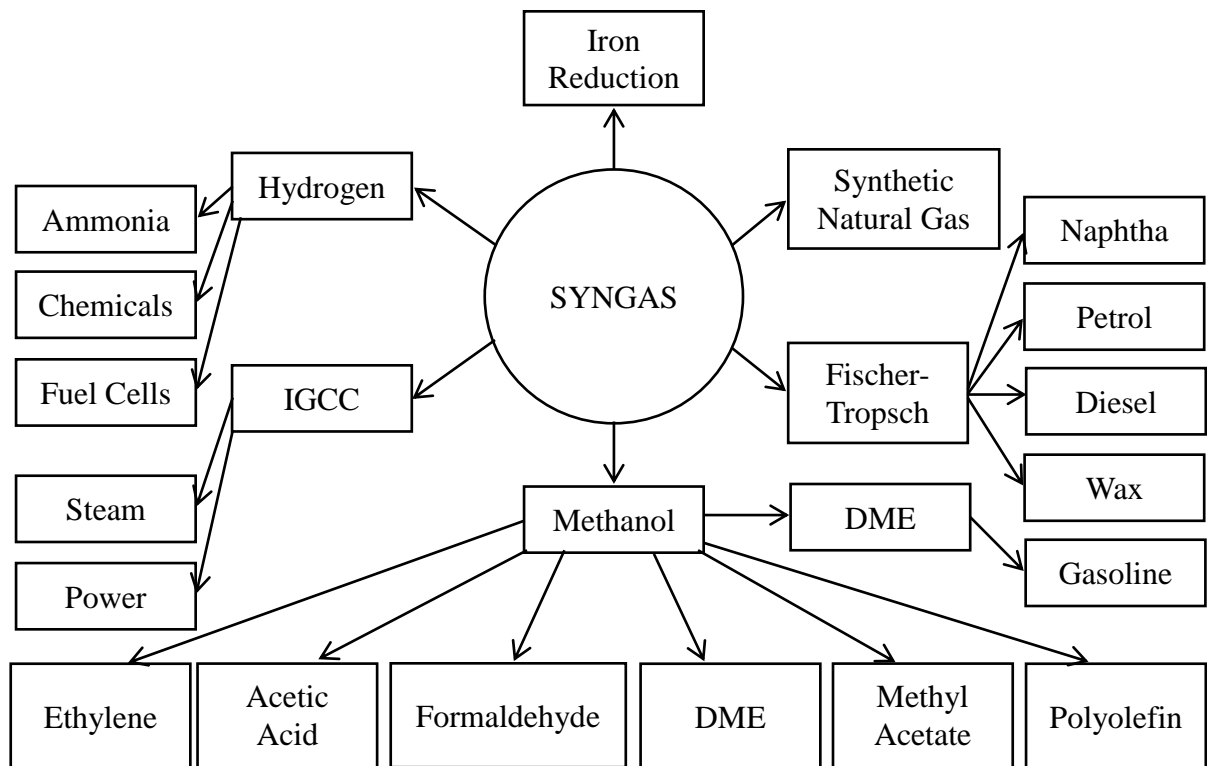 Iron
Reduction
Hydrogen
Synthetic
Natural Gas
Ammonia
Naphtha
Chemicals
SYNGAS
Petrol
Fuel Cells
IGCC
Fischer-
Tropsch
Diesel
Steam
Methanol
DME
Wax
Power
Gasoline
Ethylene
Acetic
Acid
Formaldehyde
DME
Methyl
Acetate
Polyolefin